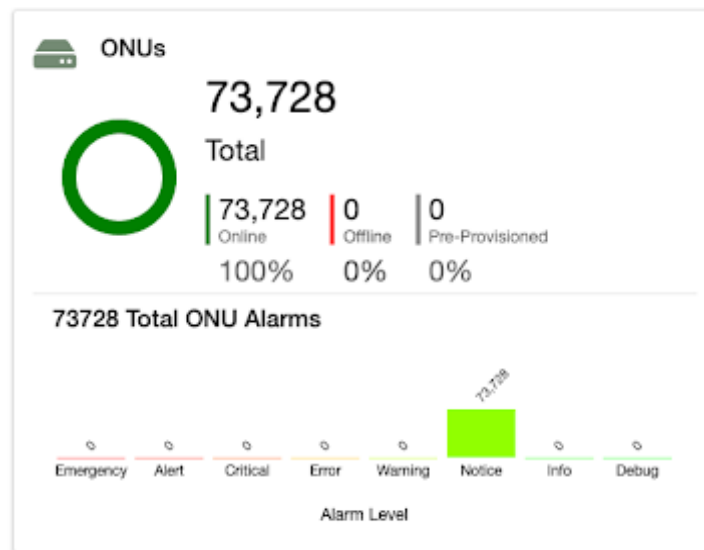 ONUs
73,728
Total
73,728 0 0
Online Offline Pre-Provisioned
100% 0% 0%
73728 Total ONU Alarms
0 0 0 0 0 73,728 0 0
Emergency Alert Critical Error Warning Notice Info Debug
Alarm Level